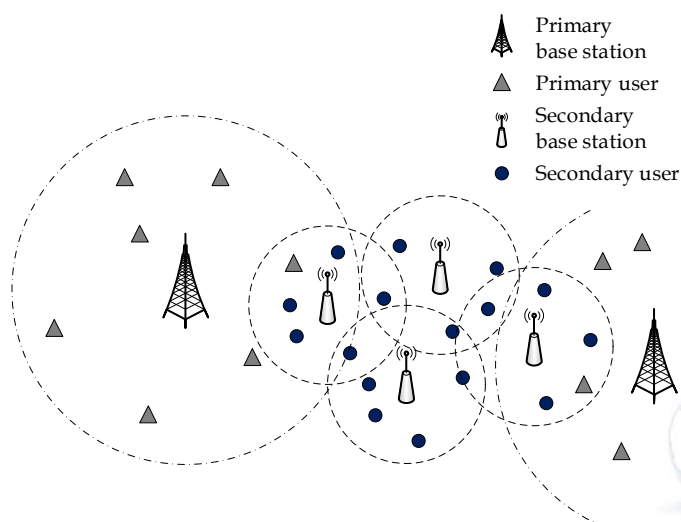 Primary
base station
Primary user
Secondary
base station
Secondary user